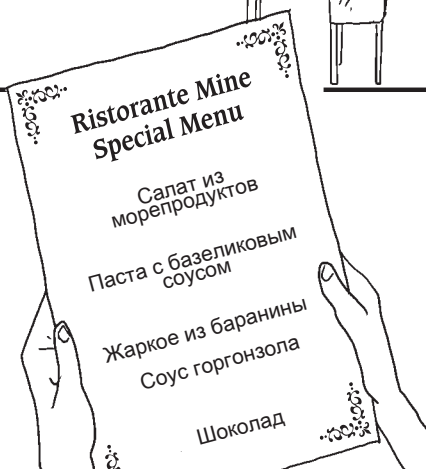 Ristorante Mine
Special Menu
Салат из
морепродуктов
Паста с базеликовым
соусом
Жаркое из баранины
Соус горгонзола
Шоколад